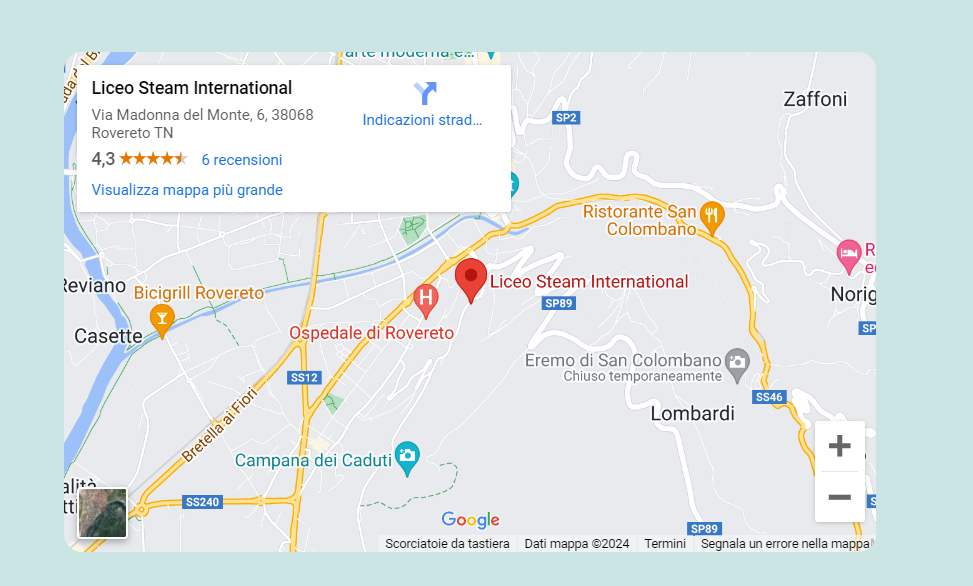 arte moderna e...
Liceo Steam International
Via Madonna del Monte, 6, 38068
Rovereto TN
Indicazioni strad...
4,3
6 recensioni
Visualizza mappa più grande
Zaffoni
SP2
Ristorante San
Colombano
Liceo Steam International
Reviano
Bicigrill Rovereto
SP89
Casette
H
Ospedale di Rovereto
Eremo di San Colombano
Chiuso temporaneamente
SS12
SS46
Lombardi
Bretella ai Fiori
Campana dei Caduti
SS240
Google
SP89
Scorciatoie da tastiera
Dati mappa ©2024
Termini
Segnala un errore nella mappa